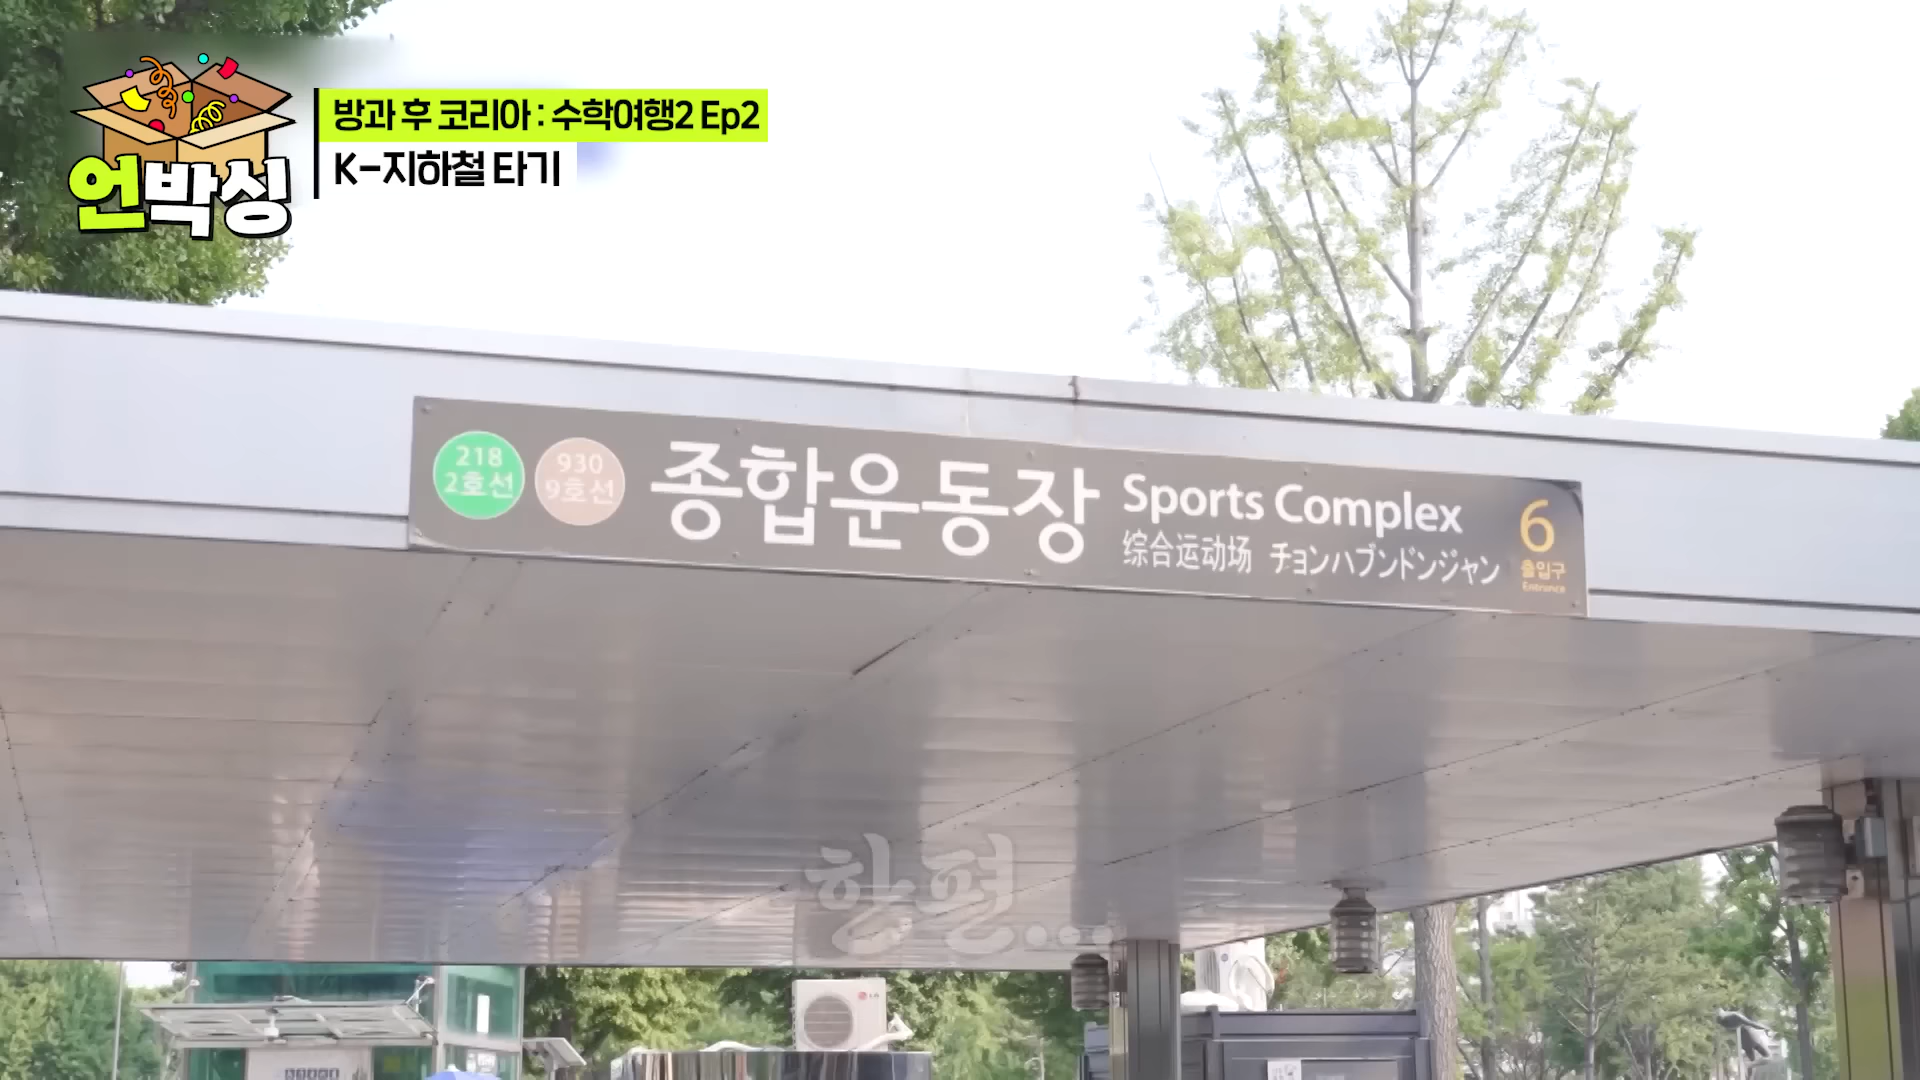 언박싱
방과 후 코리아 : 수학여행2 Ep2
K-지하철 타기
218
2호선
930
9호선
종합운동장
Sports Complex
综合运动场 チョンハブンドンジャン
6
출입구
Entrance
한편...
LG